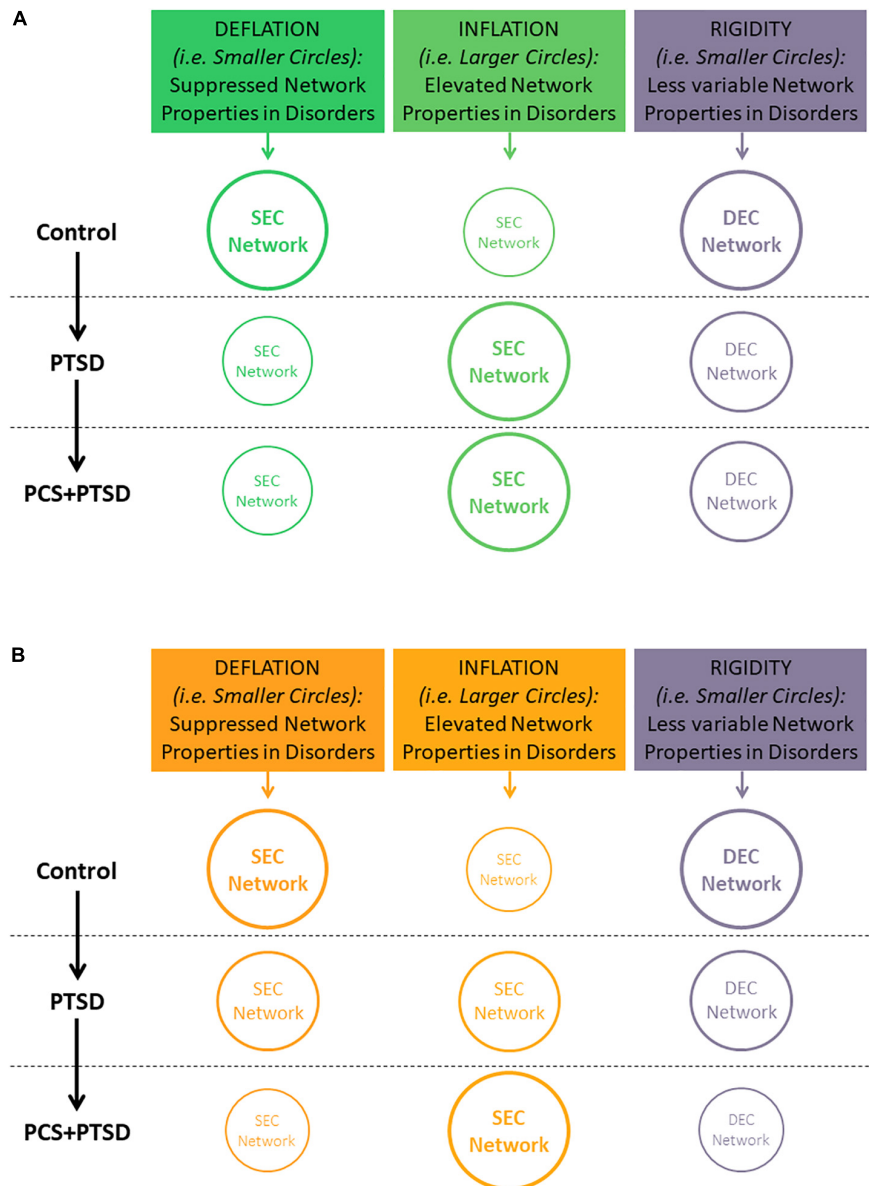 A
DEFLATION
(i.e. Smaller Circles):
Suppressed Network
Properties in Disorders
INFLATION
(i.e. Larger Circles):
Elevated Network
Properties in Disorders
RIGIDITY
(i.e. Smaller Circles):
Less variable Network
Properties in Disorders
Control
SEC
Network
SEC
Network
DEC
Network
PTSD
SEC
Network
SEC
Network
DEC
Network
PCS+PTSD
SEC
Network
SEC
Network
DEC
Network
B
DEFLATION
(i.e. Smaller Circles):
Suppressed Network
Properties in Disorders
INFLATION
(i.e. Larger Circles):
Elevated Network
Properties in Disorders
RIGIDITY
(i.e. Smaller Circles):
Less variable Network
Properties in Disorders
Control
SEC
Network
SEC
Network
DEC
Network
PTSD
SEC
Network
SEC
Network
DEC
Network
PCS+PTSD
SEC
Network
SEC
Network
DEC
Network